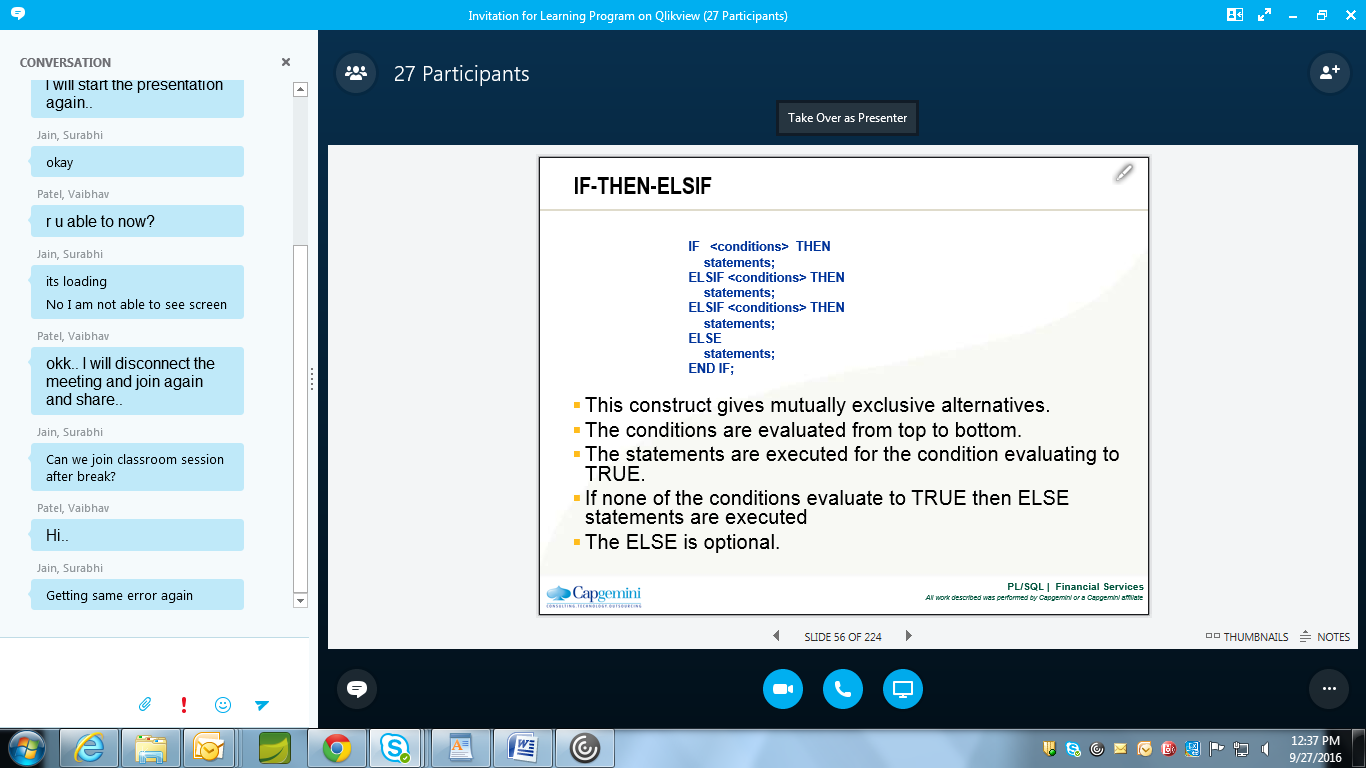 Invitation for Learning Program on Qlikview (27 Participants)
CONVERSATION
I will start the presentation
again..
Jain, Surabhi
okay
Patel, Vaibhav
r u able to now?
Jain, Surabhi
its loading
No I am not able to see screen
Patel, Vaibhav
okk.. I will disconnect the
meeting and join again
and share..
Jain, Surabhi
Can we join classroom session
after break?
Patel, Vaibhav
Hi..
Jain, Surabhi
Getting same error again
27 Participants
Take Over as Presenter
IF-THEN-ELSIF
IF <conditions> THEN
statements;
ELSIF <conditions> THEN
statements;
ELSIF <conditions> THEN
statements;
ELSE
statements;
END IF;
This construct gives mutually exclusive alternatives.
The conditions are evaluated from top to bottom.
The statements are executed for the condition evaluating to
TRUE.
If none of the conditions evaluate to TRUE then ELSE
statements are executed
The ELSE is optional.
Capgemini
CONSULTING.TECHNOLOGY.OUTSOURCING
PL/SQL | Financial Services
All work described was performed by Capgemini or a Capgemini affiliate
SLIDE 56 OF 224
THUMBNAILS
NOTES
12:37 PM
9/27/2016